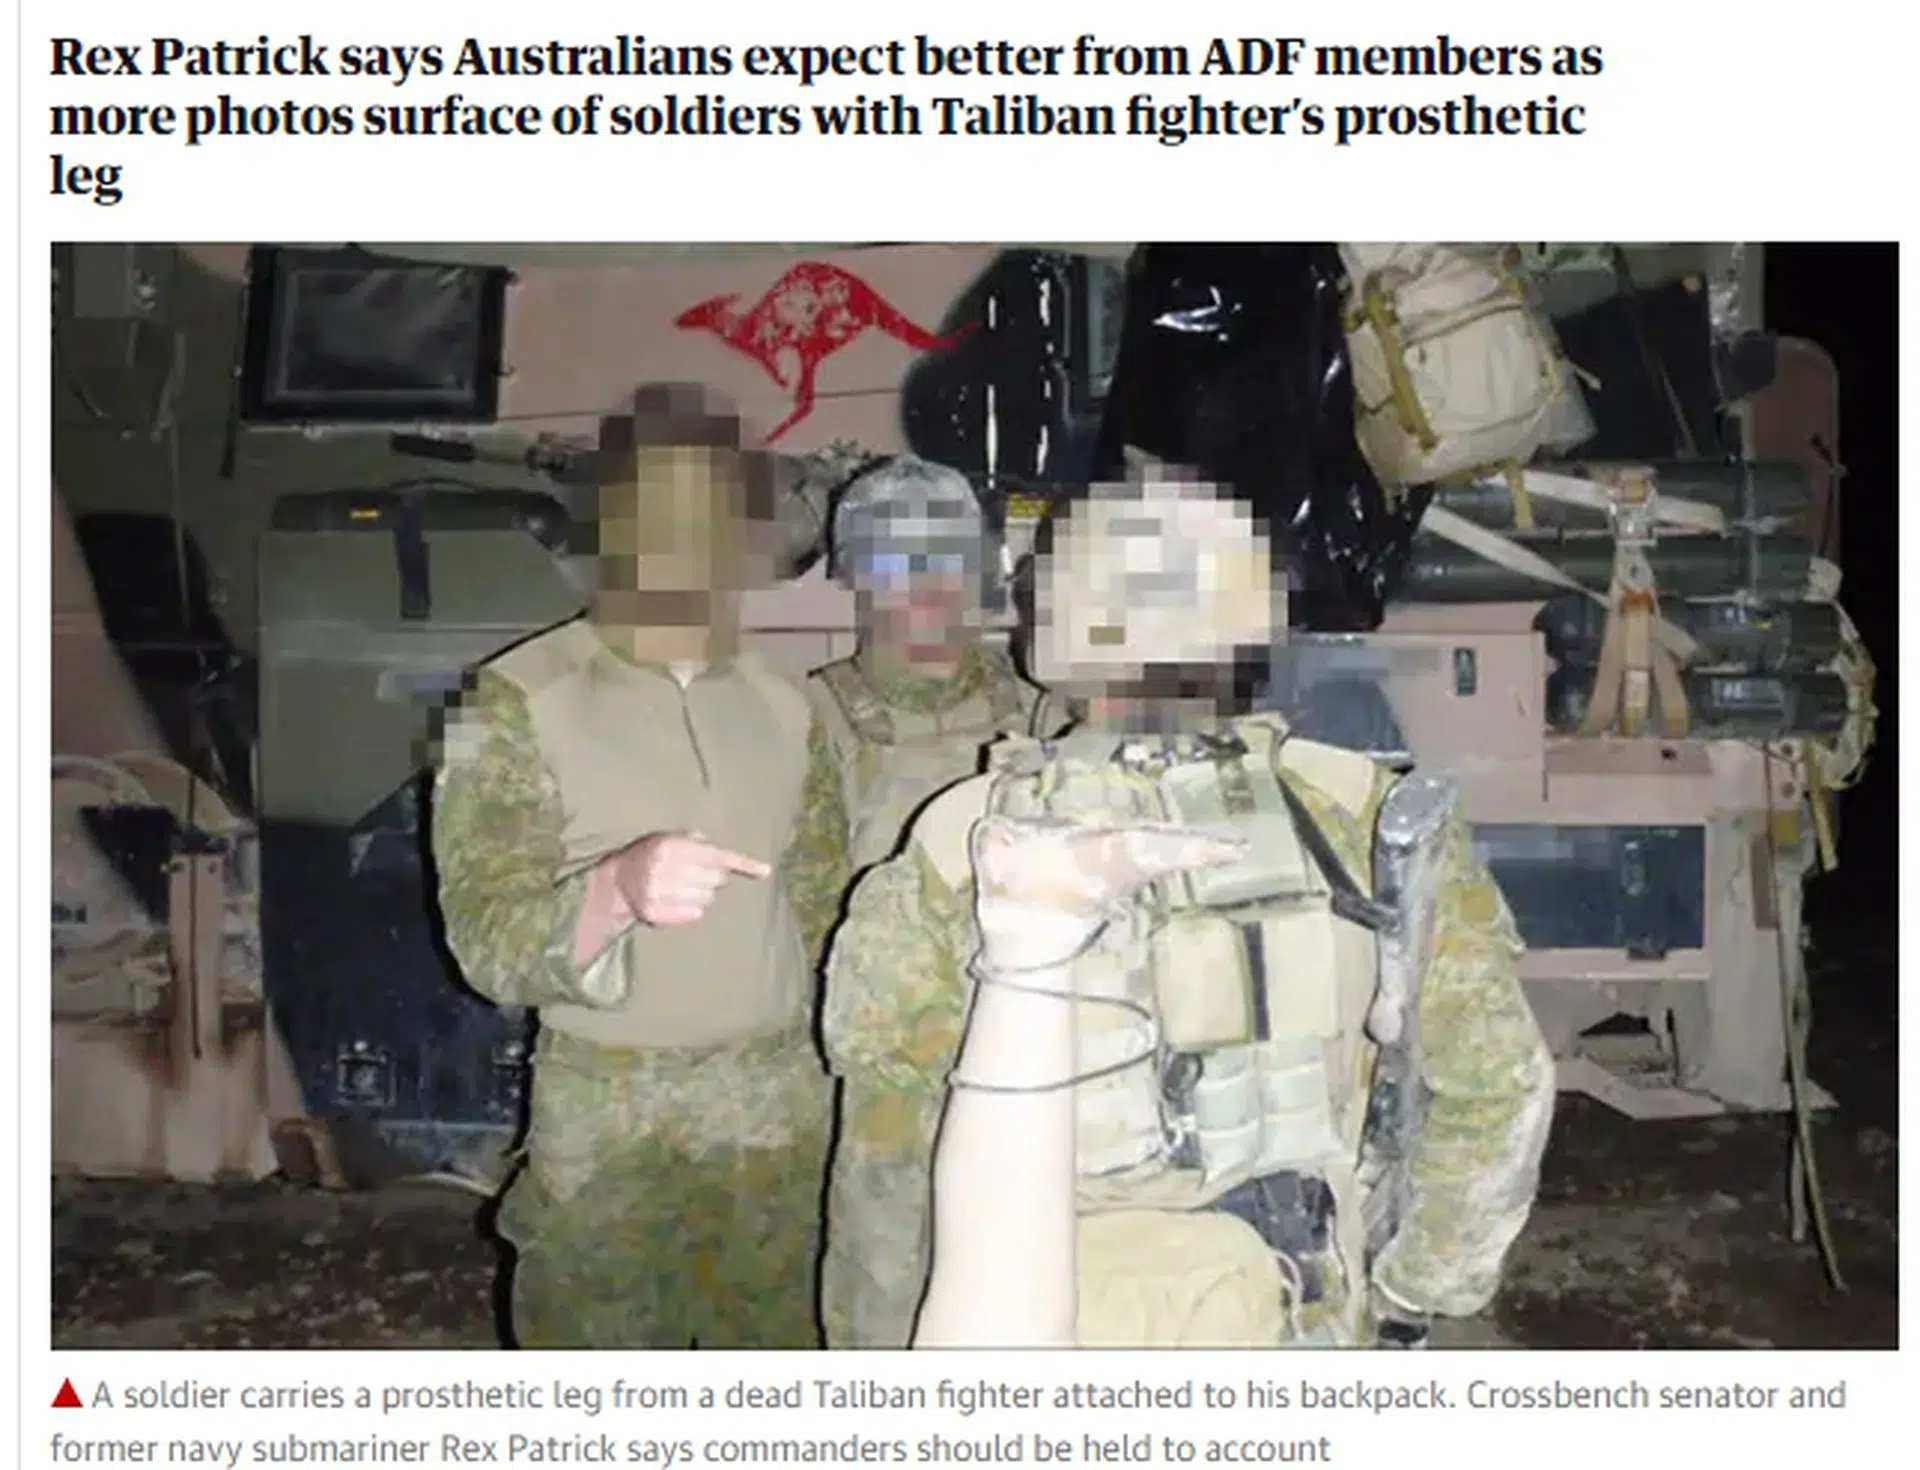 Rex Patrick says Australians expect better from ADF members as
more photos surface of soldiers with Taliban fighter’s prosthetic
leg
A soldier carries a prosthetic leg from a dead Taliban fighter attached to his backpack. Crossbench senator and
former navy submariner Rex Patrick says commanders should be held to account